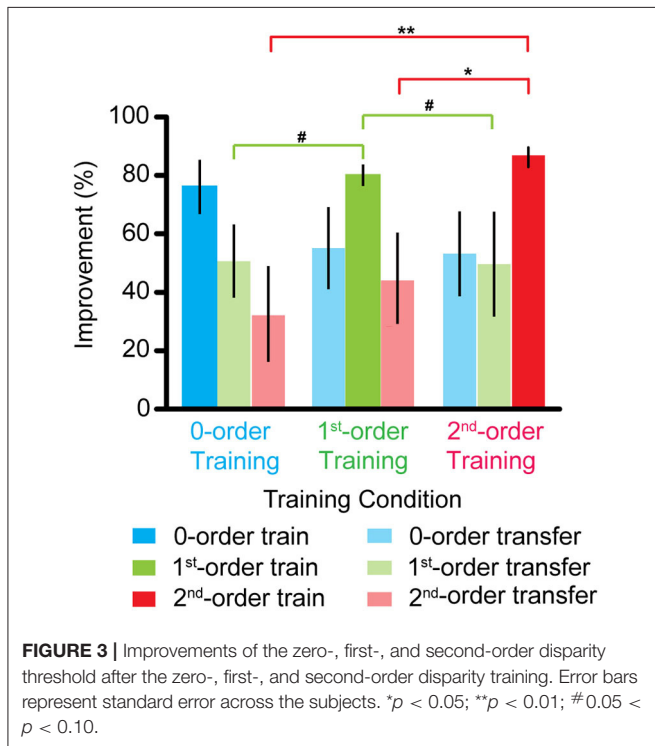 **
*
#
#
100
80
60
40
20
0
Improvement (%)
0-order Training
1st-order Training
2nd-order Training
Training Condition
0-order train
0-order transfer
1st-order train
1st-order transfer
2nd-order train
2nd-order transfer
FIGURE 3 | Improvements of the zero-, first-, and second-order disparity
threshold after the zero-, first-, and second-order disparity training. Error bars
represent standard error across the subjects. *p < 0.05; **p < 0.01; #0.05 <
p < 0.10.